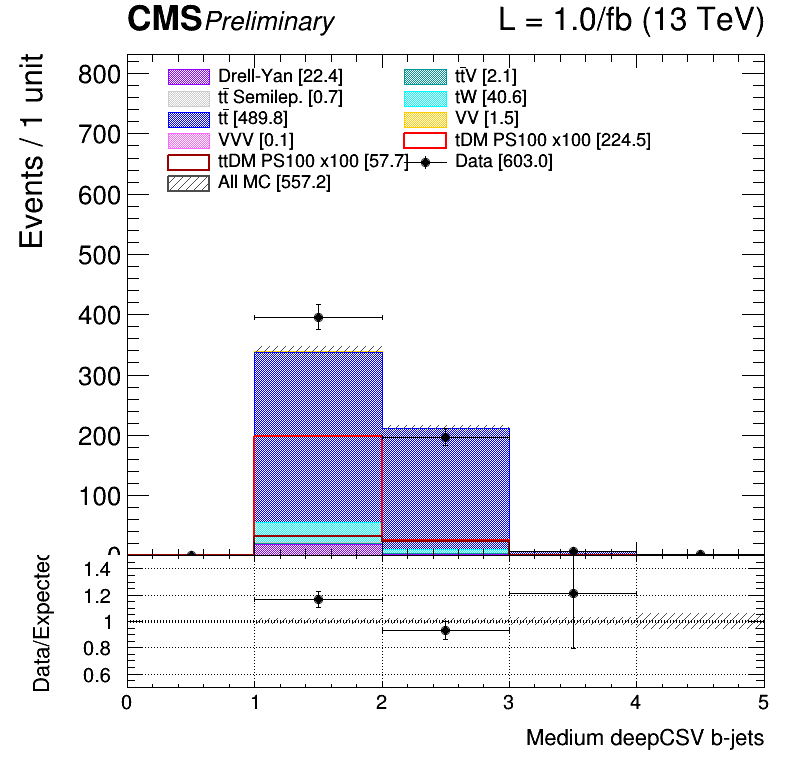 CMS Preliminary L = 1.0/fb (13 TeV)
Events / 1 unit
800
700
600
500
400
300
200
100
0
Drell-Yan [22.4] tt̄V [2.1]
tt̄ Semilep. [0.7] tW [40.6]
tt̄ [489.8] VV [1.5]
VVV [0.1] tDM PS100 x100 [224.5]
ttDM PS100 x100 [57.7] Data [603.0]
All MC [557.2]
Data/Expected
1.4
1.2
1
0.8
0.6
0 1 2 3 4 5
Medium deepCSV b-jets